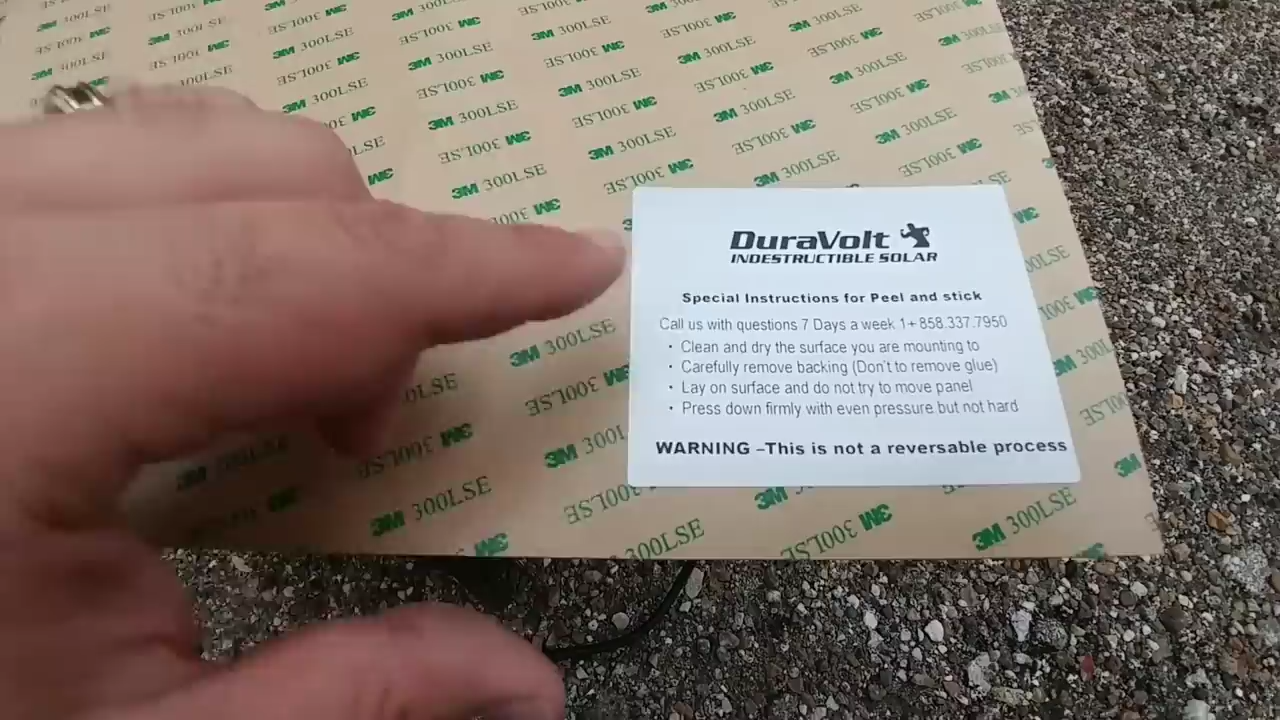 3M 300LSE
DuraVolt
INDESTRUCTIBLE SOLAR
Special Instructions for Peel and stick
Call us with questions 7 Days a week 1+858.337.7950
• Clean and dry the surface you are mounting to
• Carefully remove backing (Don't to remove glue)
• Lay on surface and do not try to move panel
• Press down firmly with even pressure but not hard
WARNING –This is not a reversable process